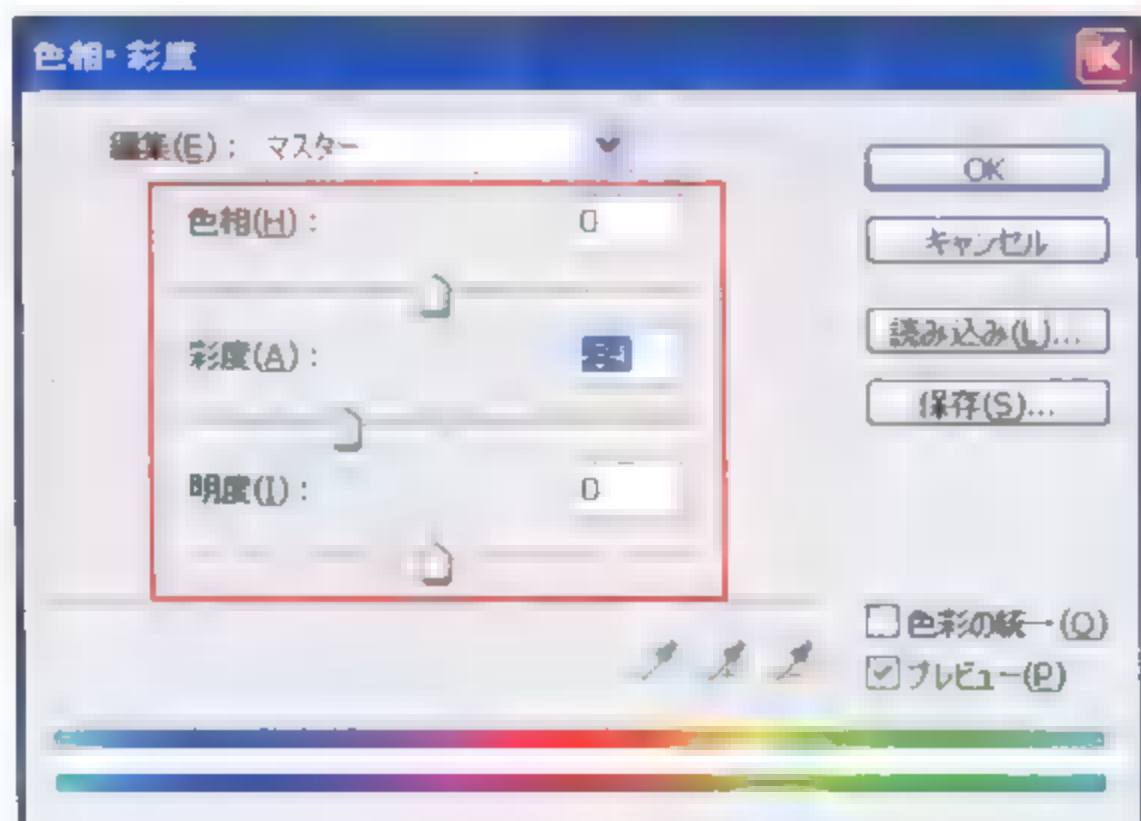 色相・彩度
編集(E): マスター
OK
色相(H): 0
キャンセル
読み込み(L)...
彩度(A):
保存(S)...
明度(I): 0
色彩の統一(O)
プレビュー(P)